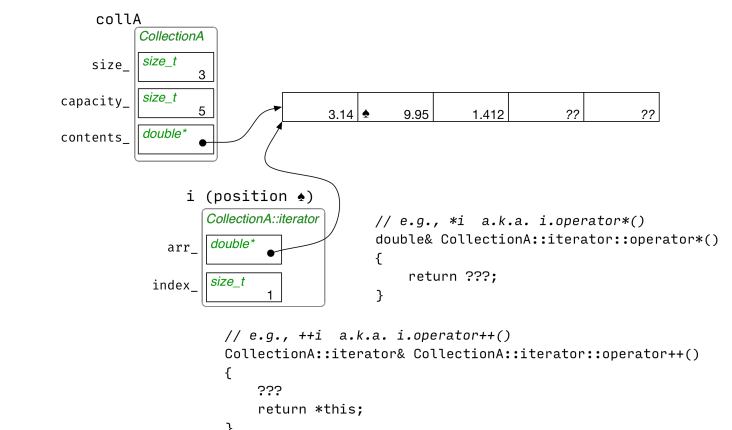 collA
CollectionA
size_ size_t 3
capacity_ size_t 5
contents_ double*
3.14 ♠ 9.95 1.412 ?? ??
i (position ♠)
CollectionA::iterator
arr_ double*
index_ size_t 1
// e.g., *i  a.k.a. i.operator*()
double& CollectionA::iterator::operator*()
{
    return ???;
}
// e.g., ++i  a.k.a. i.operator++()
CollectionA::iterator& CollectionA::iterator::operator++()
{
    ???
    return *this;
}